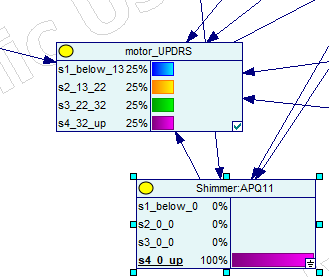 motor_UPDRS
s1_below_13 25%
s2_13_22 25%
s3_22_32 25%
s4_32_up 25%
Shimmer:APQ11
s1_below_0 0%
s2_0_0 0%
s3_0_0 0%
s4_0_up 100%